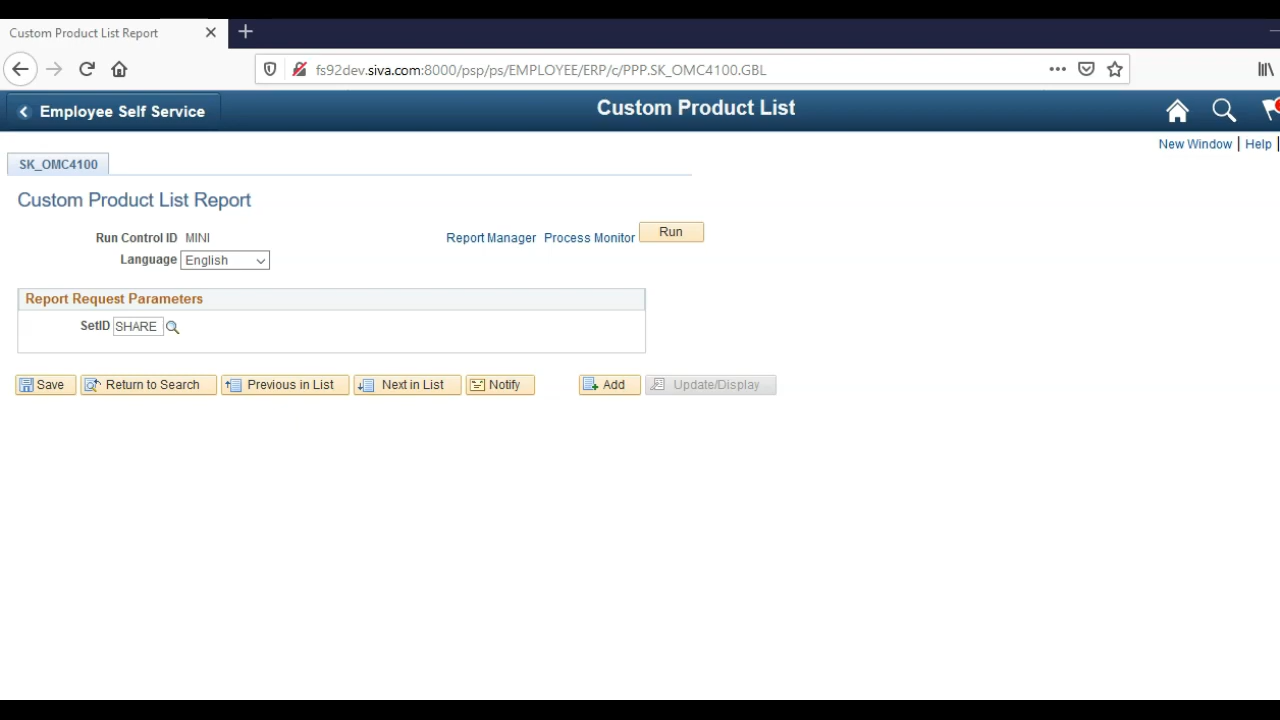 Custom Product List Report
fs92dev.siva.com:8000/psp/ps/EMPLOYEE/ERP/c/PPP.SK_OMC4100.GBL
Employee Self Service
Custom Product List
New Window | Help |
SK_OMC4100
Custom Product List Report
Run Control ID MINI Report Manager Process Monitor Run
Language English
Report Request Parameters
SetID SHARE
Save Return to Search Previous in List Next in List Notify Add Update/Display